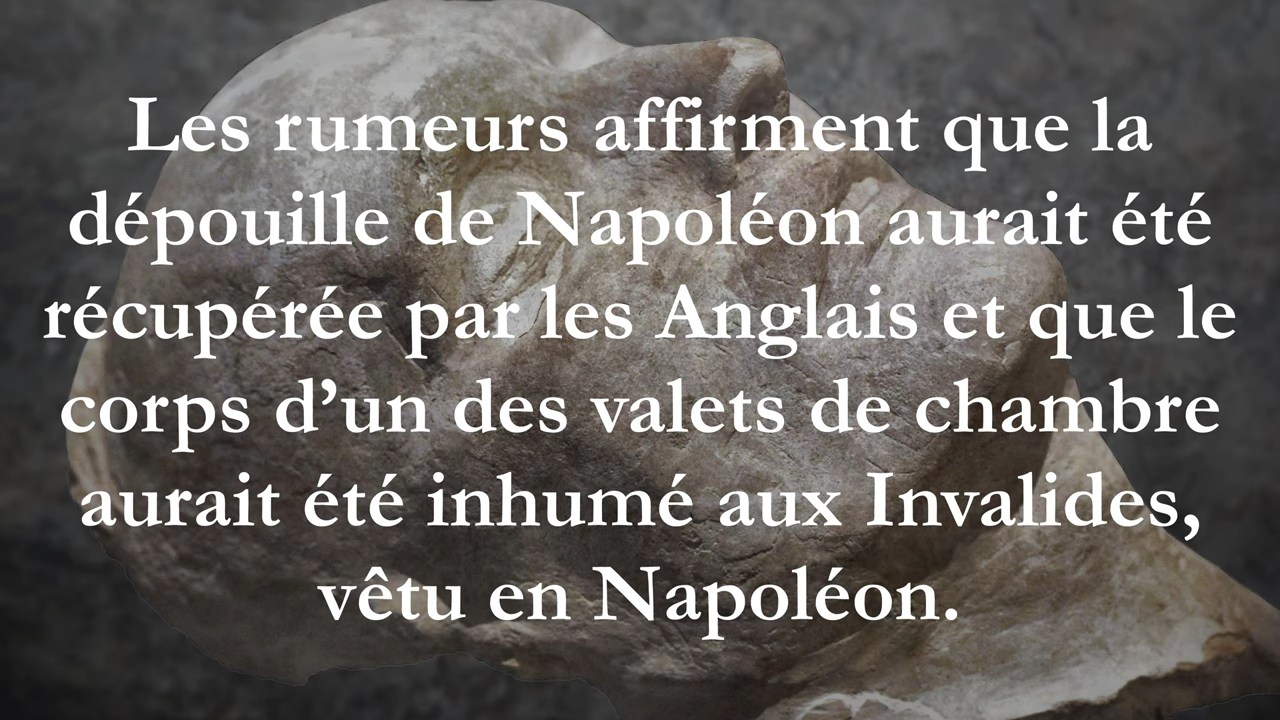 Les rumeurs affirment que la
dépouille de Napoléon aurait été
récupérée par les Anglais et que le
corps d’un des valets de chambre
aurait été inhumé aux Invalides,
vêtu en Napoléon.